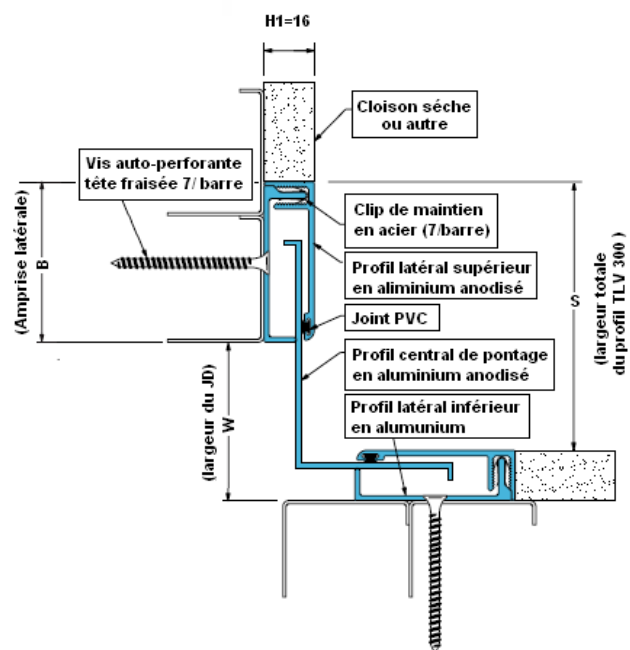 H1=16
Cloison séche
ou autre
Vis auto-perforante
tête fraisée 7/ barre
Clip de maintien
en acier (7/barre)
Profil latéral supérieur
en aliminium anodisé
Joint PVC
Profil central de pontage
en aluminium anodisé
Profil latéral inférieur
en alumunium
(Amprise latérale)
B
(largeur du JD)
W
S
(largeur totale
du profil TLV 300 )